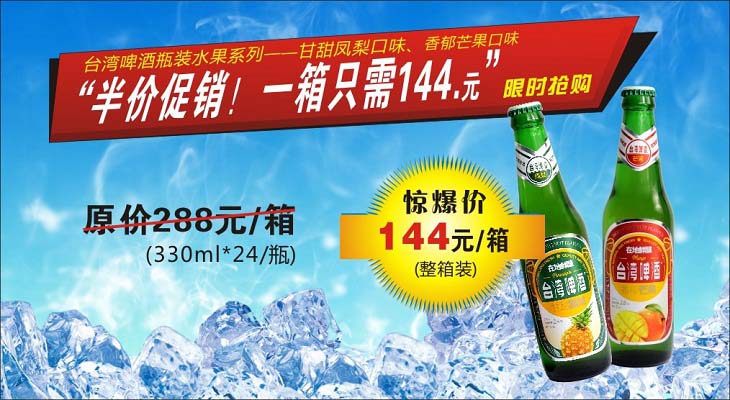 台湾啤酒瓶装水果系列——甘甜凤梨口味、香郁芒果口味
“半价促销！一箱只需144.元”
限时抢购
原价288元/箱
(330ml*24/瓶)
惊爆价
144元/箱
(整箱装)
台湾啤酒
台湾啤酒